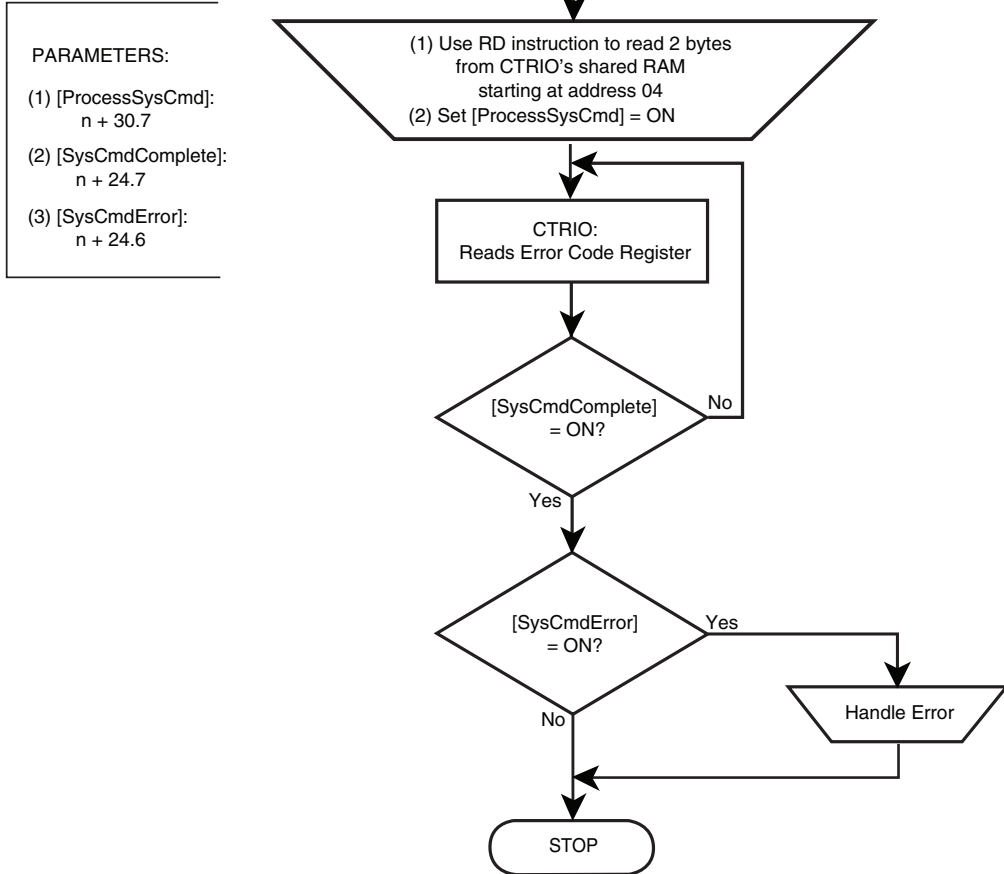 PARAMETERS:
(1) [ProcessSysCmd]:
n + 30.7
(2) [SysCmdComplete]:
n + 24.7
(3) [SysCmdError]:
n + 24.6
(1) Use RD instruction to read 2 bytes
from CTRIO's shared RAM
starting at address 04
(2) Set [ProcessSysCmd] = ON
CTRIO:
Reads Error Code Register
[SysCmdComplete]
= ON?
No
Yes
[SysCmdError]
= ON?
Yes
No
Handle Error
STOP